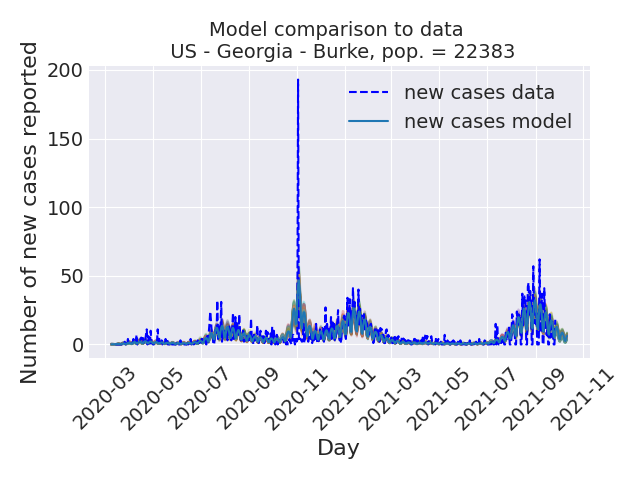 Model comparison to data
US - Georgia - Burke, pop. = 22383
Number of new cases reported
200
150
100
50
0
new cases data
new cases model
2020-03
2020-05
2020-07
2020-09
2020-11
2021-01
2021-03
2021-05
2021-07
2021-09
2021-11
Day